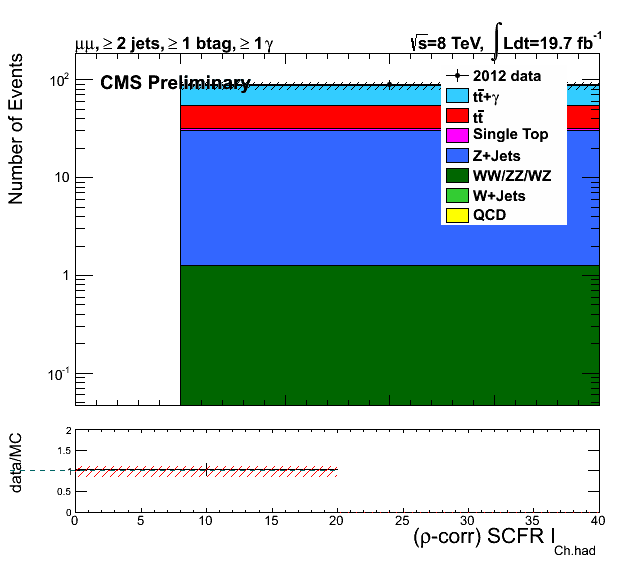 μμ, ≥ 2 jets, ≥ 1 btag, ≥ 1 γ
√s=8 TeV, ∫Ldt=19.7 fb⁻¹
CMS Preliminary
2012 data
tt̄+γ
tt̄
Single Top
Z+Jets
WW/ZZ/WZ
W+Jets
QCD
Number of Events
10²
10
1
10⁻¹
data/MC
2
1.5
1
0.5
0
0 5 10 15 20 25 30 35 40
(ρ-corr) SCFR I_Ch.had